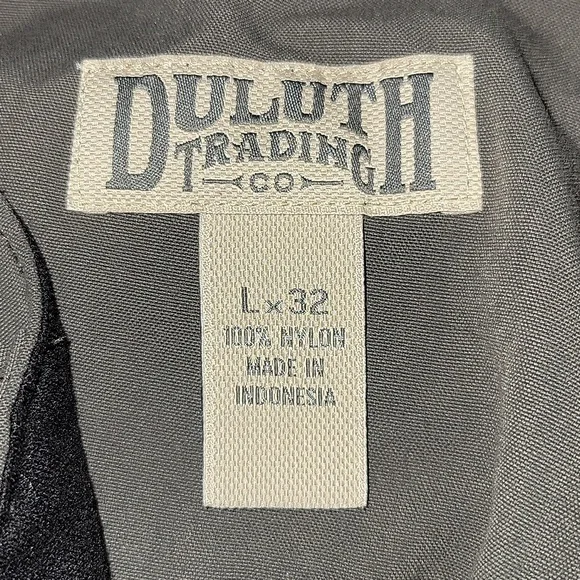 DULUTH
TRADING
CO
L x 32
100% NYLON
MADE IN
INDONESIA